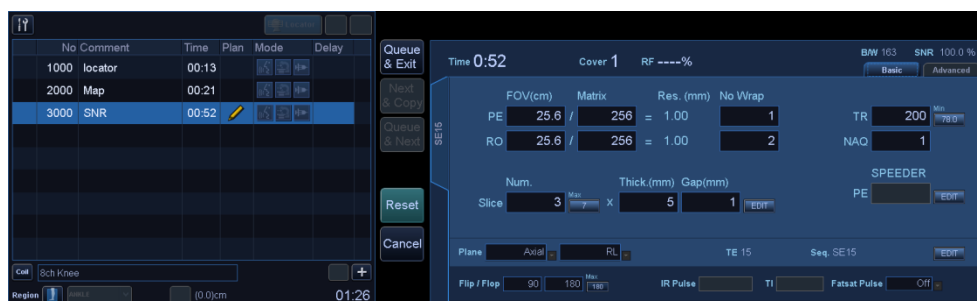 No Comment Time Plan Mode Delay
1000 locator 00:13
2000 Map 00:21
3000 SNR 00:52
Coil 8ch Knee
Region ANKLE (0.0)cm 01:26
Queue & Exit
Next & Copy
Queue & Next
Reset
Cancel
SE15
Time 0:52 Cover 1 RF ----% B/W 163 SNR 100.0 %
Basic Advanced
FOV(cm) Matrix Res. (mm) No Wrap
PE 25.6 / 256 = 1.00 1 TR 200 Min 78.0
RO 25.6 / 256 = 1.00 2 NAQ 1
SPEEDER
PE EDIT
Num. Thick.(mm) Gap(mm)
Slice 3 Max 7 X 5 1 EDIT
Plane Axial RL TE 15 Seq. SE15 EDIT
Flip / Flop 90 180 Max 180 IR Pulse TI Fatsat Pulse Off